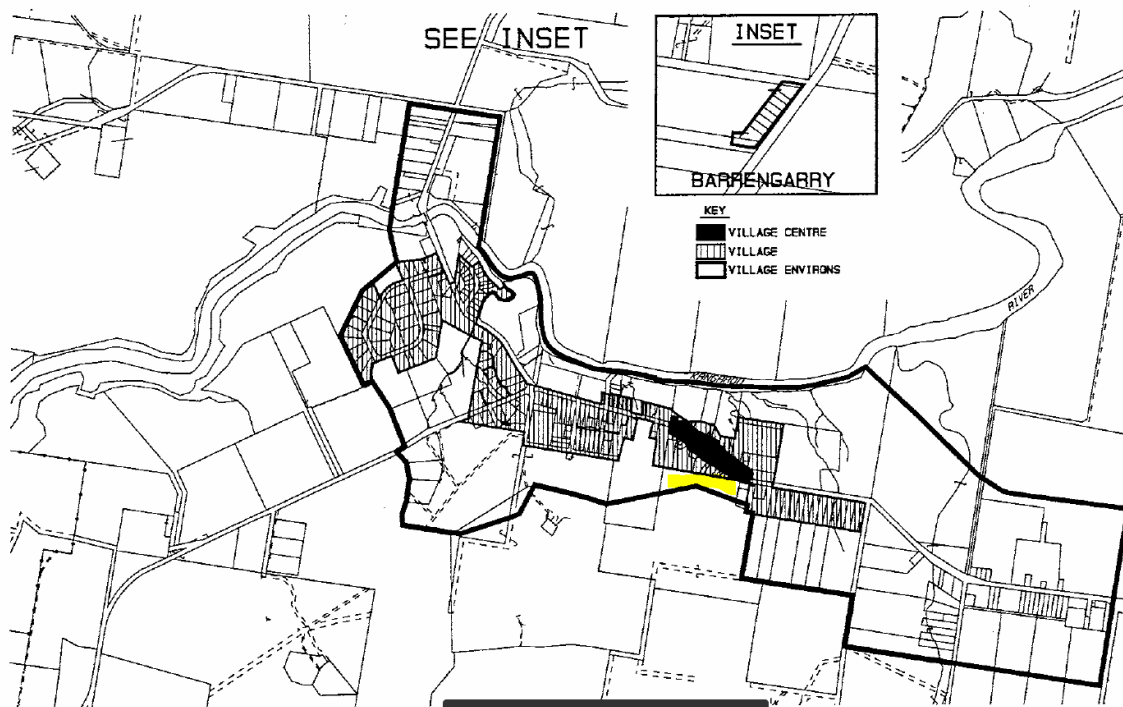 SEE INSET
INSET
BARRENGARRY
KEY
VILLAGE CENTRE
VILLAGE
VILLAGE ENVIRONS
RIVER